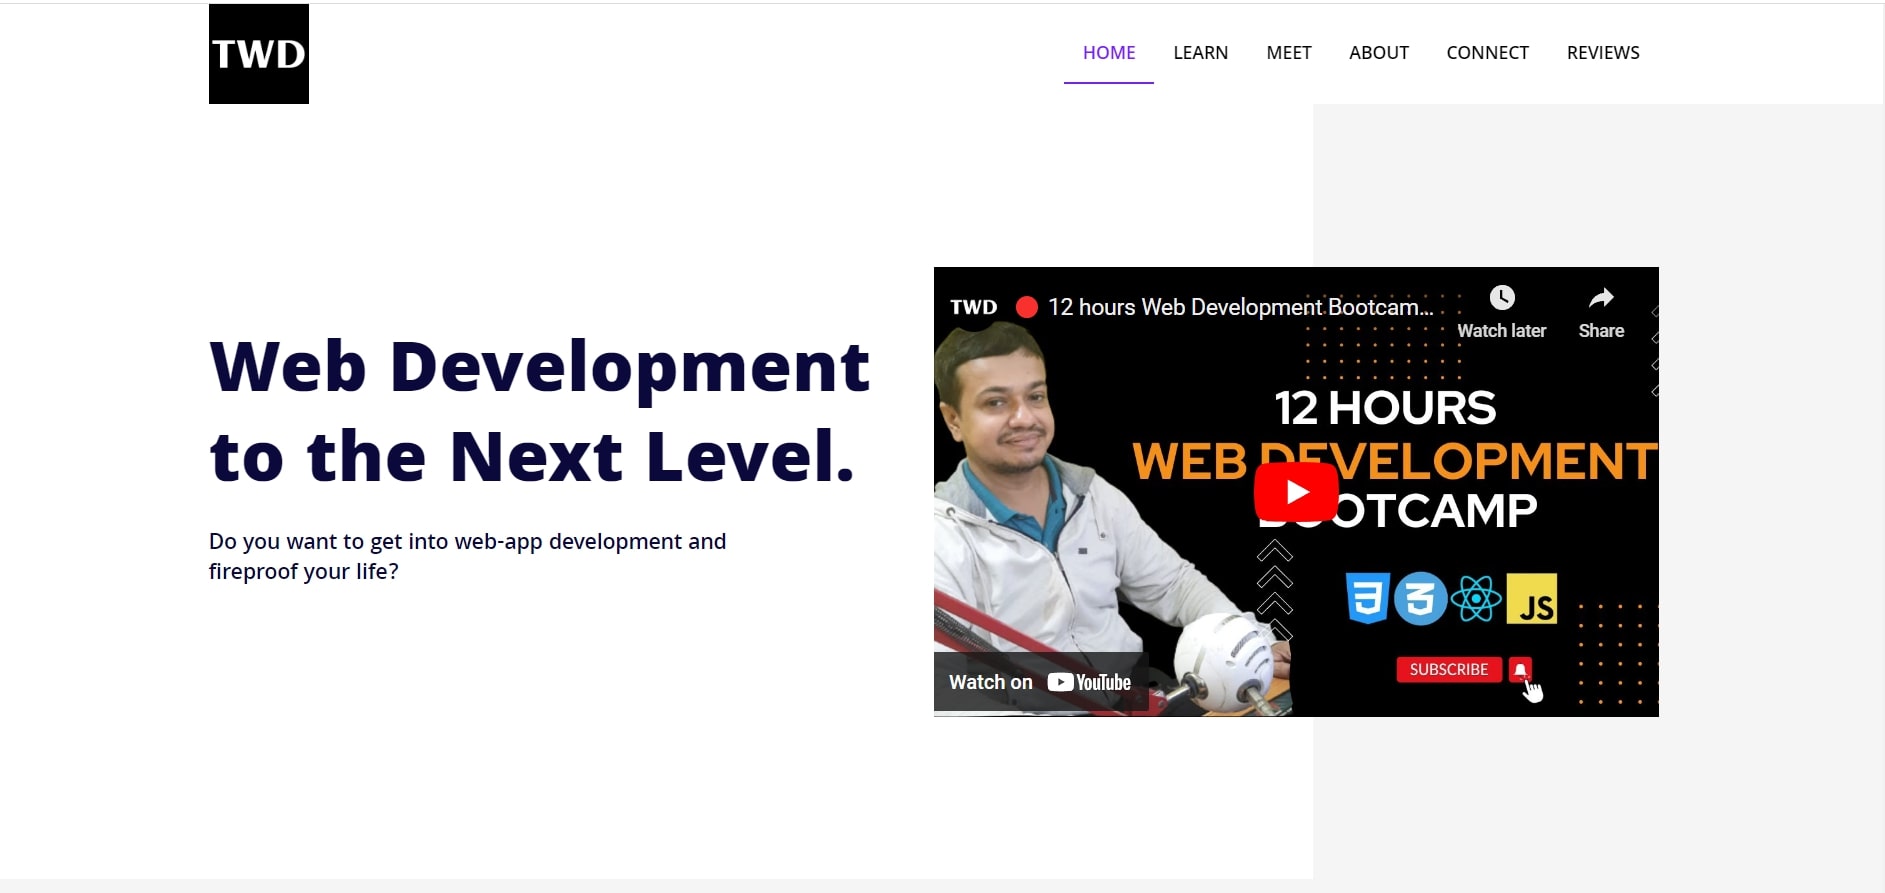 TWD
HOME LEARN MEET ABOUT CONNECT REVIEWS
Web Development
to the Next Level.
Do you want to get into web-app development and
fireproof your life?
TWD 🔴 12 hours Web Development Bootcam...
Watch later Share
12 HOURS
WEB DEVELOPMENT
BOOTCAMP
JS
SUBSCRIBE
Watch on YouTube